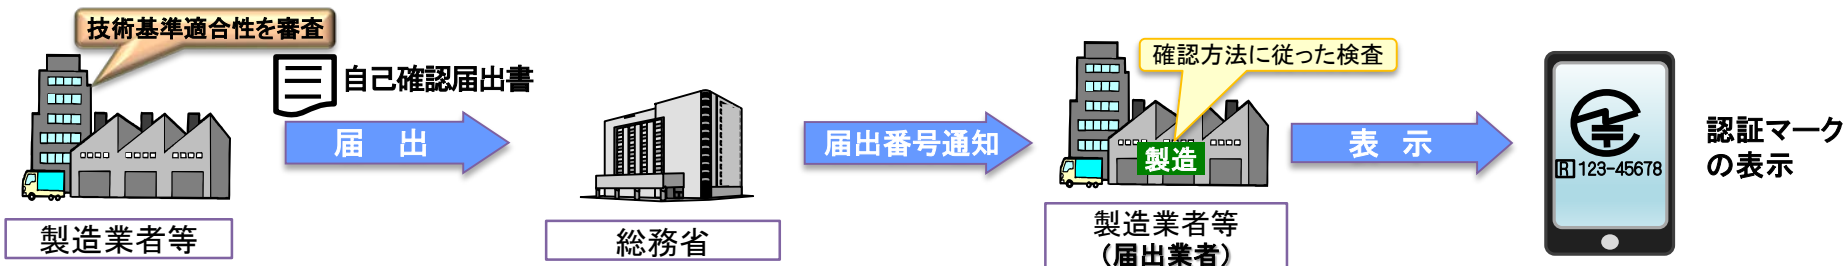 技術基準適合性を審査
自己確認届出書
届 出
製造業者等
総務省
届出番号通知
確認方法に従った検査
製造
製造業者等
（届出業者）
表 示
R 123-45678
認証マーク
の表示